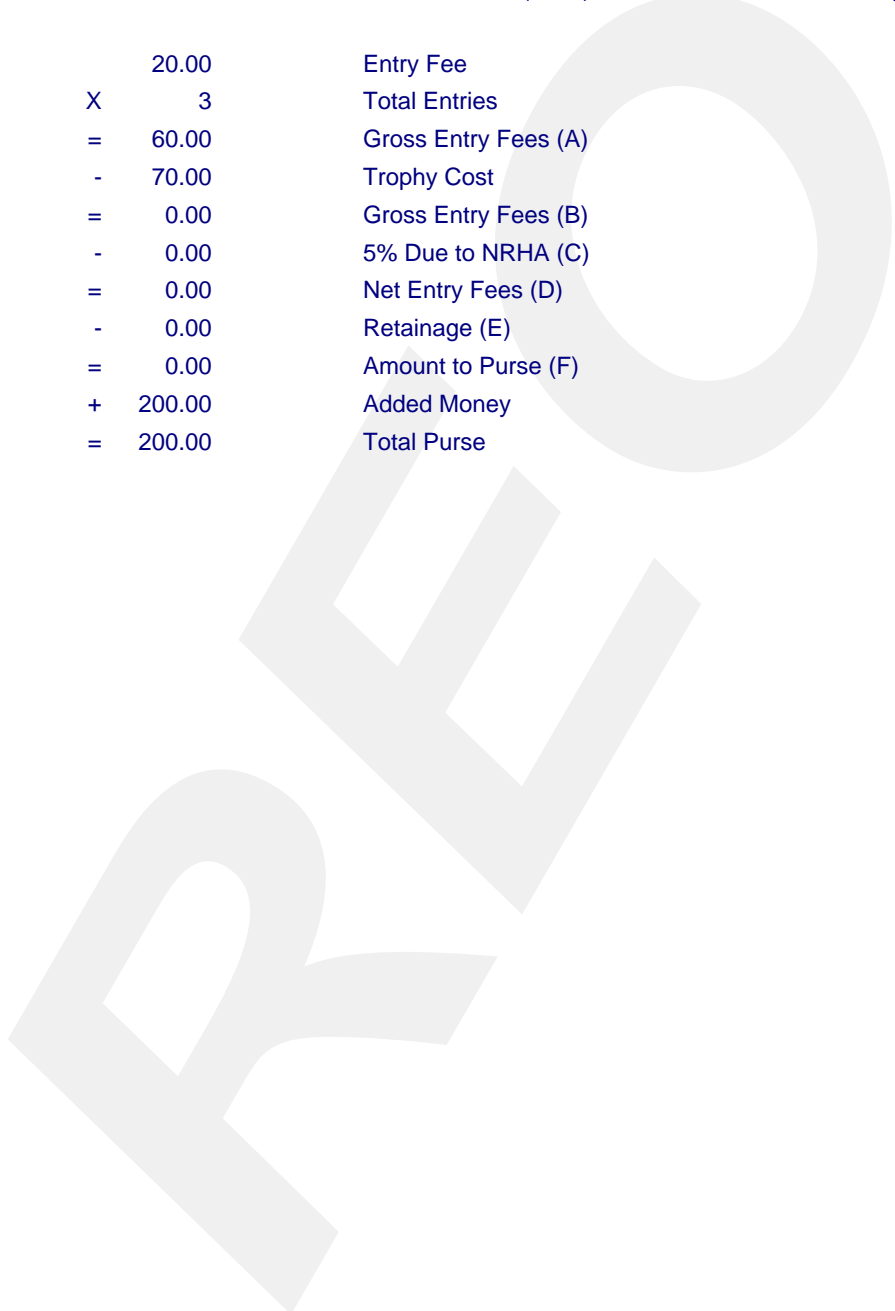 20.00 Entry Fee
X 3 Total Entries
= 60.00 Gross Entry Fees (A)
- 70.00 Trophy Cost
= 0.00 Gross Entry Fees (B)
- 0.00 5% Due to NRHA (C)
= 0.00 Net Entry Fees (D)
- 0.00 Retainage (E)
= 0.00 Amount to Purse (F)
+ 200.00 Added Money
= 200.00 Total Purse
REO